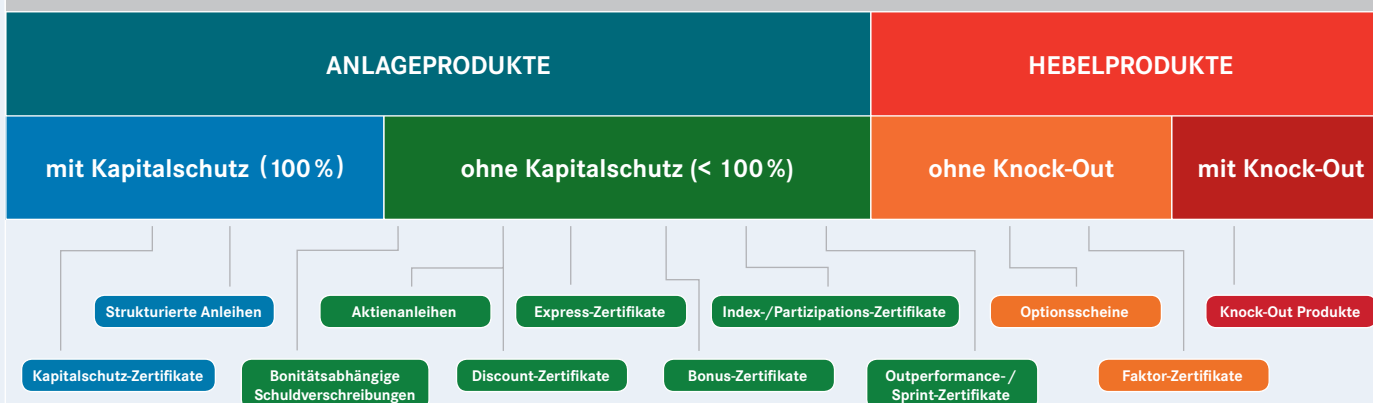 ANLAGEPRODUKTE
HEBELPRODUKTE
mit Kapitalschutz (100 %)
ohne Kapitalschutz (< 100 %)
ohne Knock-Out
mit Knock-Out
Strukturierte Anleihen
Aktienanleihen
Express-Zertifikate
Index-/Partizipations-Zertifikate
Optionsscheine
Knock-Out Produkte
Kapitalschutz-Zertifikate
Bonitätsabhängige
Schuldverschreibungen
Discount-Zertifikate
Bonus-Zertifikate
Outperformance-/
Sprint-Zertifikate
Faktor-Zertifikate